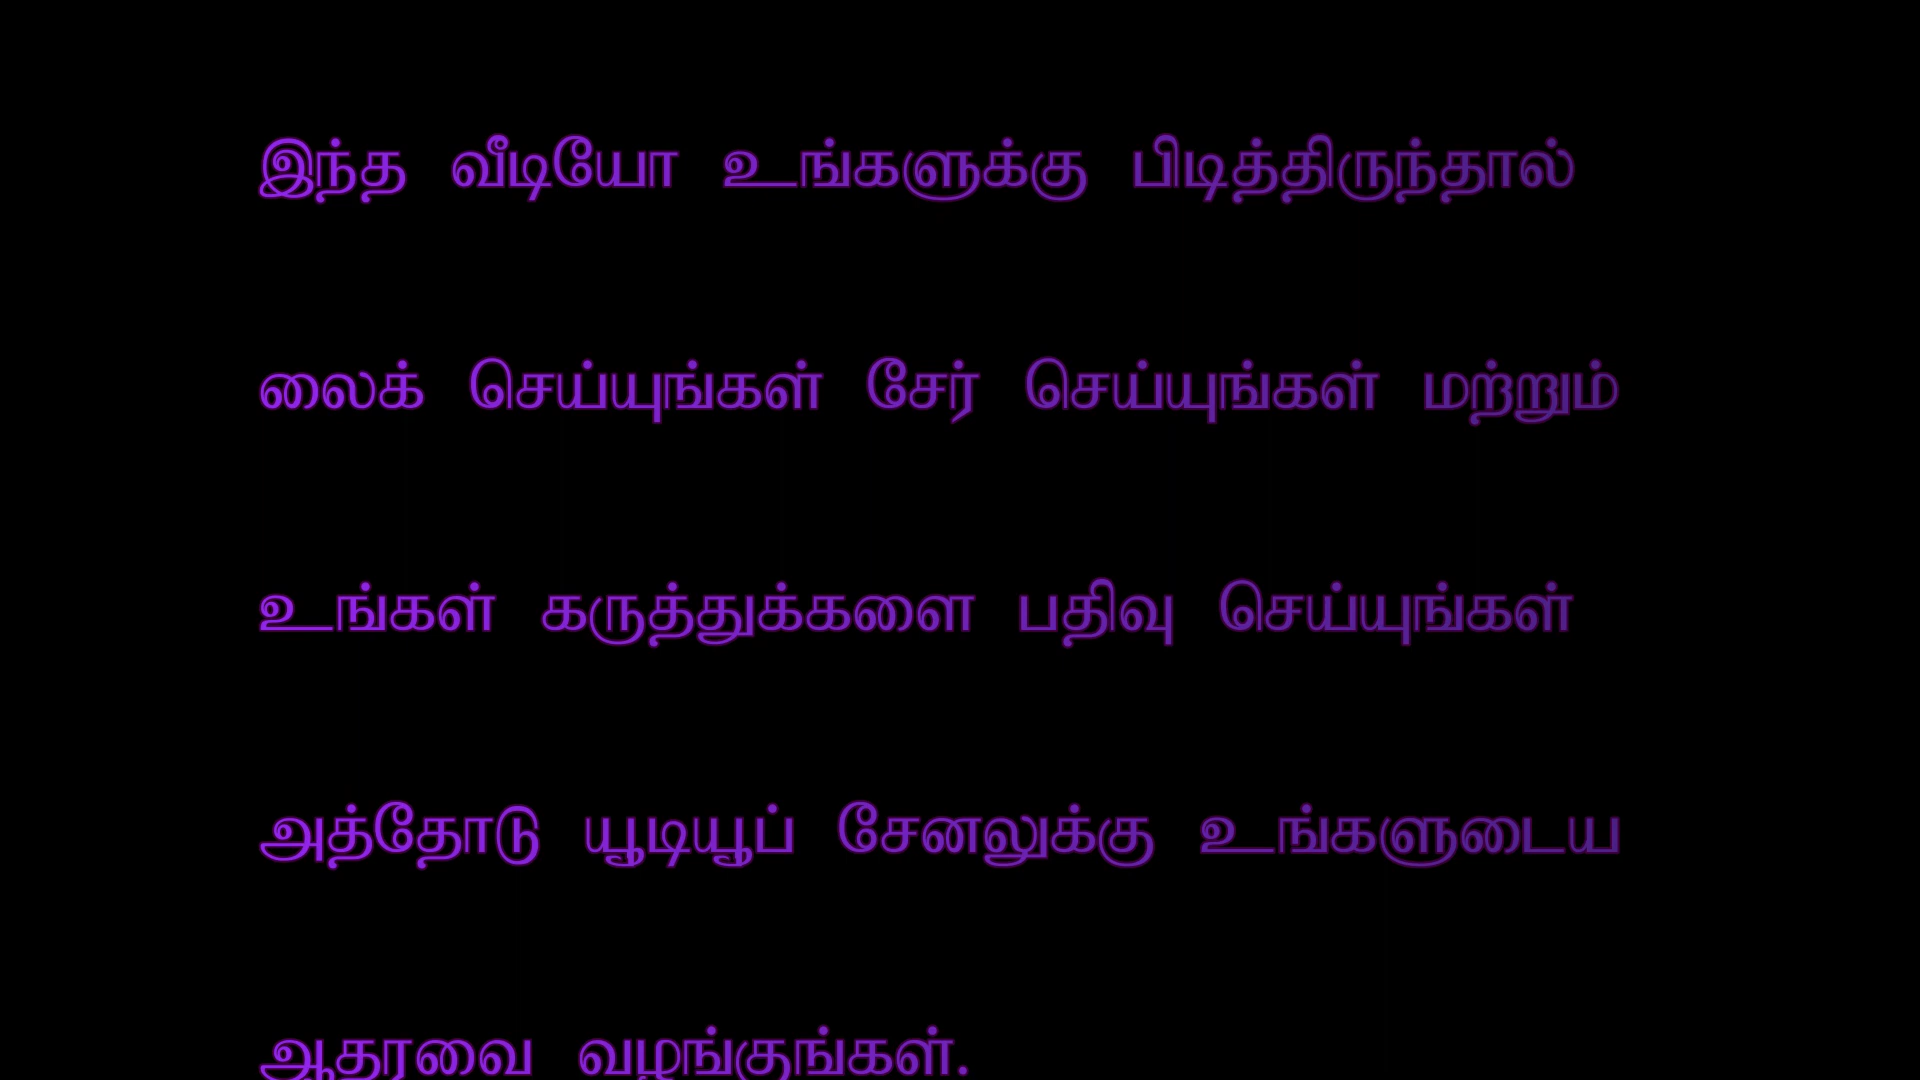 இந்த வீடியோ உங்களுக்கு பிடித்திருந்தால்
லைக் செய்யுங்கள் சேர் செய்யுங்கள் மற்றும்
உங்கள் கருத்துக்களை பதிவு செய்யுங்கள்
அத்தோடு யூடியூப் சேனலுக்கு உங்களுடைய
ஆதரவை வழங்குங்கள்.